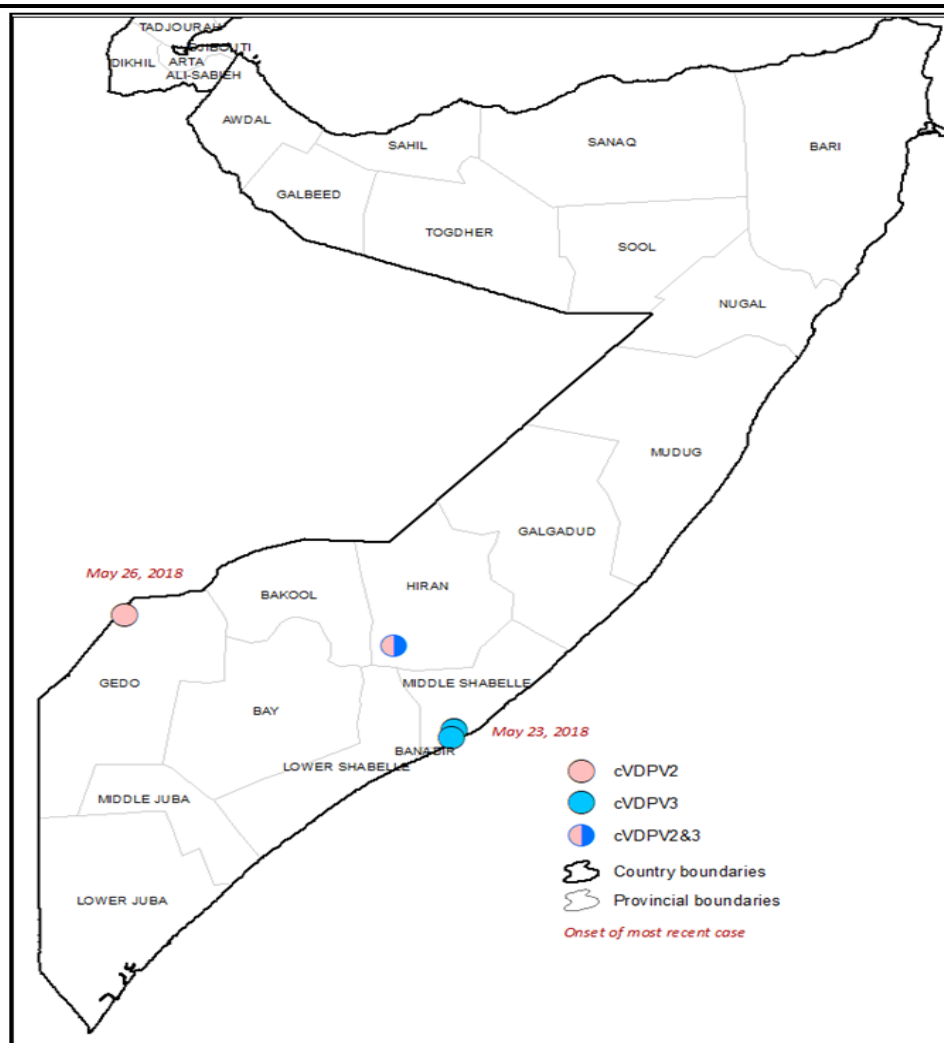 TADJOURAH
DJIBOUTI
DIKHIL
ARTA
ALI-SABIEH
AWDAL
SAHIL
SANAQ
BARI
GALBEED
TOGDHER
SOOL
NUGAL
MUDUG
GALGADUD
May 26, 2018
HIRAN
BAKOOL
GEDO
MIDDLE SHABELLE
BAY
May 23, 2018
BANADIR
LOWER SHABELLE
MIDDLE JUBA
LOWER JUBA
cVDPV2
cVDPV3
cVDPV2&3
Country boundaries
Provincial boundaries
Onset of most recent case